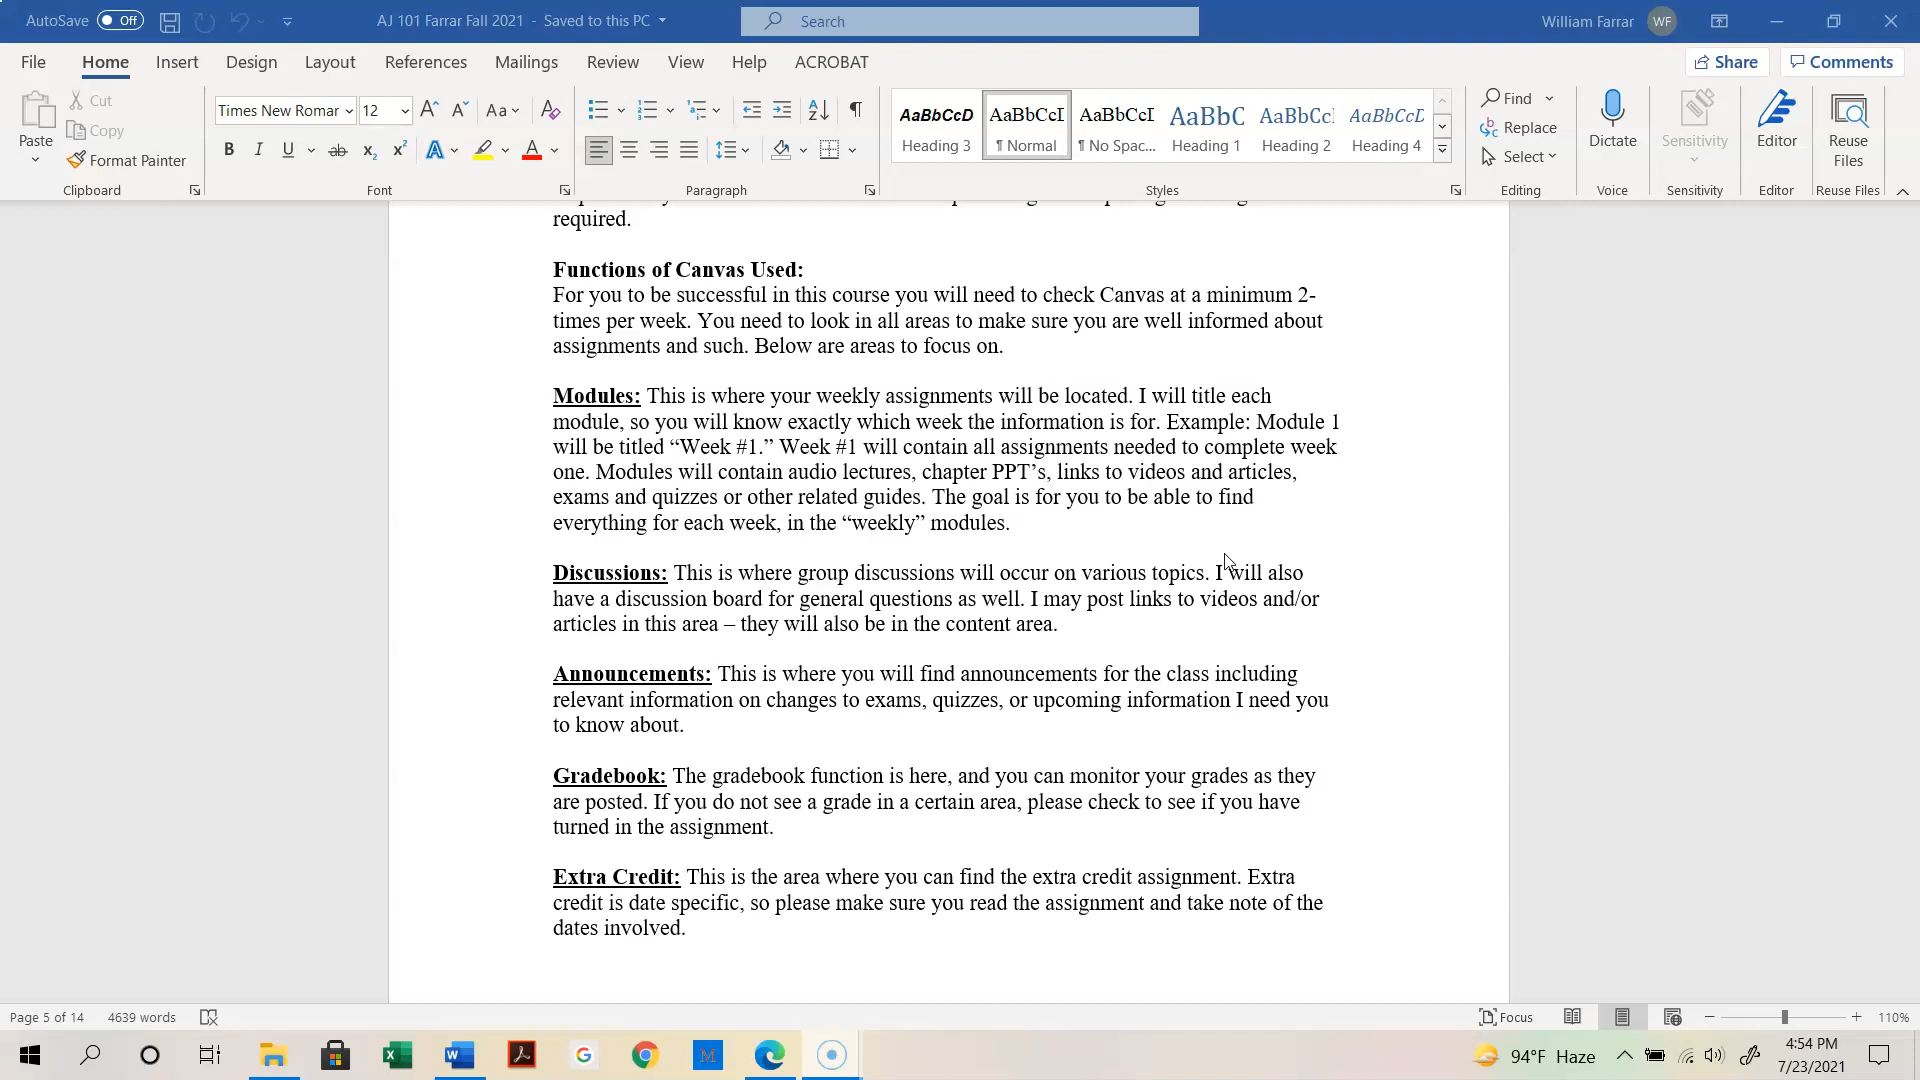 AutoSave Off AJ 101 Farrar Fall 2021 - Saved to this PC Search William Farrar WF
File Home Insert Design Layout References Mailings Review View Help ACROBAT Share Comments
Paste
Cut
Copy
Format Painter
Clipboard
Times New Romar 12
Font
Paragraph
AaBbCcD AaBbCcI AaBbCcI AaBbC AaBbCcI AaBbCcD
Heading 3 ¶ Normal ¶ No Spac... Heading 1 Heading 2 Heading 4
Styles
Find
Replace
Select
Editing
Dictate
Voice
Sensitivity
Sensitivity
Editor
Editor
Reuse
Files
Reuse Files
required.
Functions of Canvas Used:
For you to be successful in this course you will need to check Canvas at a minimum 2-
times per week. You need to look in all areas to make sure you are well informed about
assignments and such. Below are areas to focus on.
Modules: This is where your weekly assignments will be located. I will title each
module, so you will know exactly which week the information is for. Example: Module 1
will be titled “Week #1.” Week #1 will contain all assignments needed to complete week
one. Modules will contain audio lectures, chapter PPT’s, links to videos and articles,
exams and quizzes or other related guides. The goal is for you to be able to find
everything for each week, in the “weekly” modules.
Discussions: This is where group discussions will occur on various topics. I will also
have a discussion board for general questions as well. I may post links to videos and/or
articles in this area – they will also be in the content area.
Announcements: This is where you will find announcements for the class including
relevant information on changes to exams, quizzes, or upcoming information I need you
to know about.
Gradebook: The gradebook function is here, and you can monitor your grades as they
are posted. If you do not see a grade in a certain area, please check to see if you have
turned in the assignment.
Extra Credit: This is the area where you can find the extra credit assignment. Extra
credit is date specific, so please make sure you read the assignment and take note of the
dates involved.
Page 5 of 14 4639 words Focus 110%
94°F Haze 4:54 PM
7/23/2021